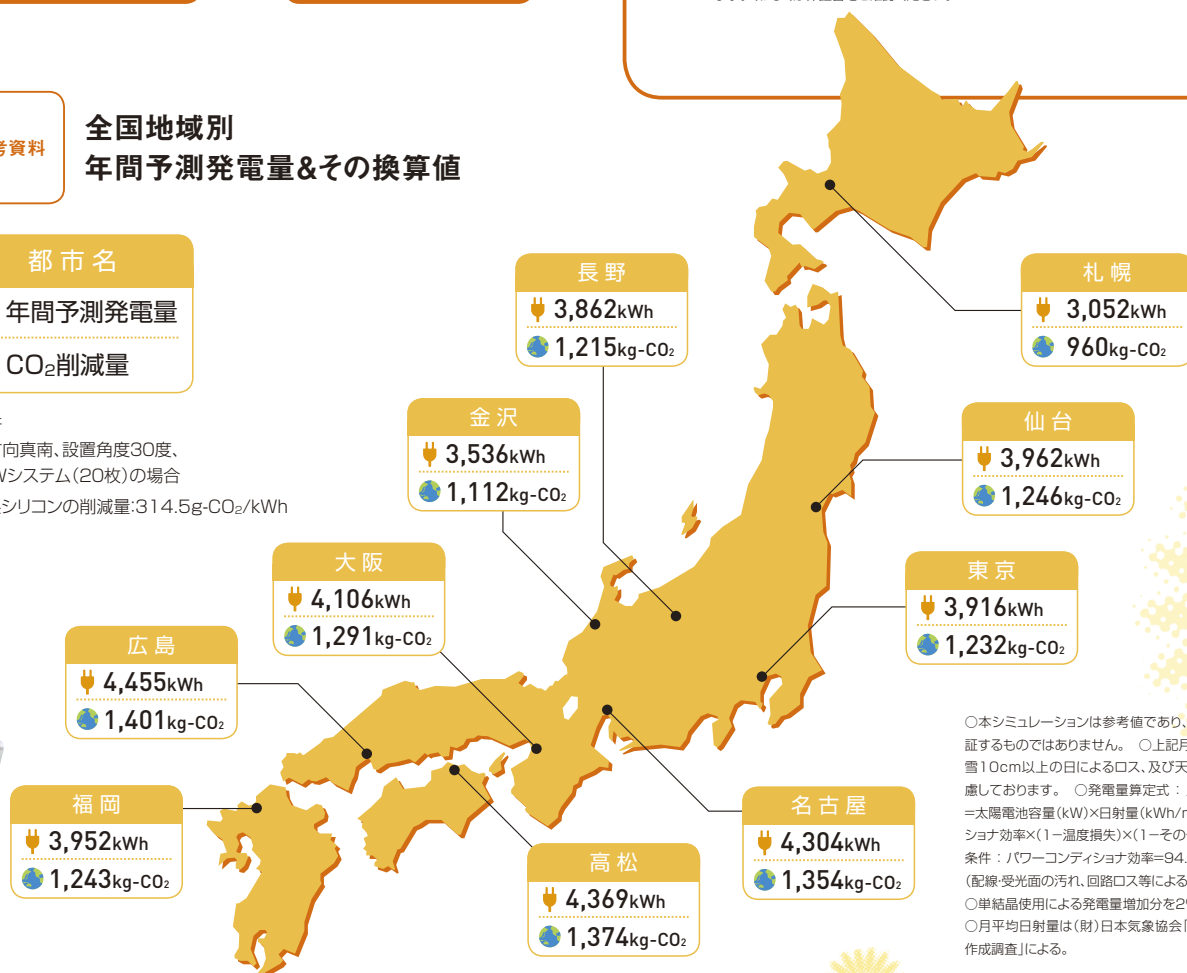 考資料
全国地域別
年間予測発電量&その換算値
都市名
年間予測発電量
CO₂削減量
向真南、設置角度30度、
Wシステム(20枚)の場合
シリコンの削減量:314.5g-CO₂/kWh
札幌
3,052kWh
960kg-CO₂
長野
3,862kWh
1,215kg-CO₂
金沢
3,536kWh
1,112kg-CO₂
仙台
3,962kWh
1,246kg-CO₂
大阪
4,106kWh
1,291kg-CO₂
東京
3,916kWh
1,232kg-CO₂
広島
4,455kWh
1,401kg-CO₂
福岡
3,952kWh
1,243kg-CO₂
高松
4,369kWh
1,374kg-CO₂
名古屋
4,304kWh
1,354kg-CO₂
○本シミュレーションは参考値であり、
証するものではありません。 ○上記月
雪10cm以上の日によるロス、及び天
慮しております。 ○発電量算定式：
=太陽電池容量(kW)×日射量(kWh/m
ショナ効率×(1−温度損失)×(1−その
条件：パワーコンディショナ効率=94.
(配線・受光面の汚れ、回路ロス等による
○単結晶使用による発電量増加分を2%
○月平均日射量は(財)日本気象協会「
作成調査」による。